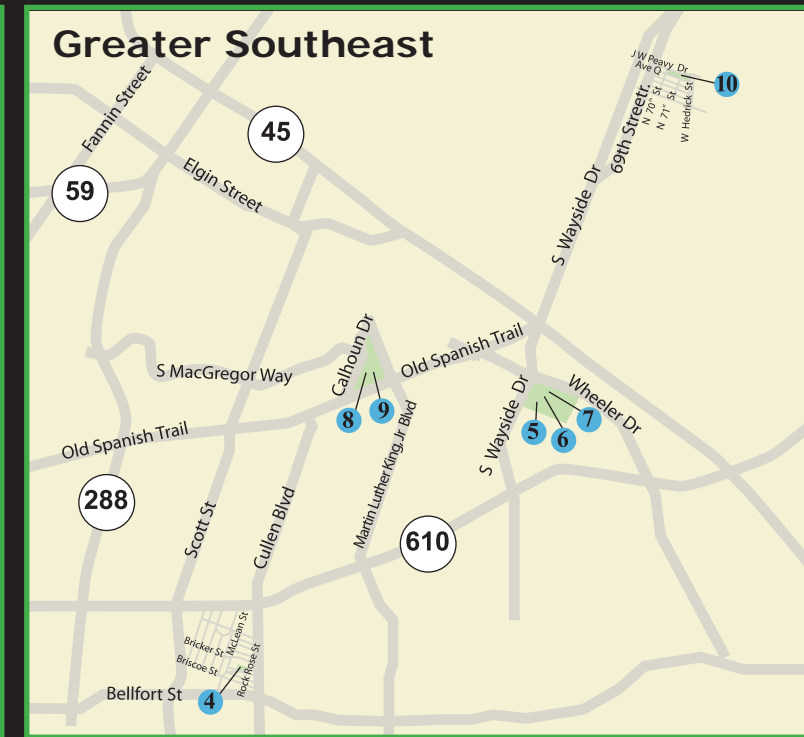 Greater Southeast
J W Peavy Dr
Ave Q
10
N 70th St
N 71st St
W Hedrick St
69th Streetr.
Fannin Street
45
59
Elgin Street
S Wayside Dr
Calhoun Dr
Old Spanish Trail
S MacGregor Way
Wheeler Dr
8
9
S Wayside Dr
5
6
7
Old Spanish Trail
Martin Luther King, Jr Blvd
288
Scott St
Cullen Blvd
610
McLean St
Bricker St
Briscoe St
Rock Rose St
Bellfort St
4